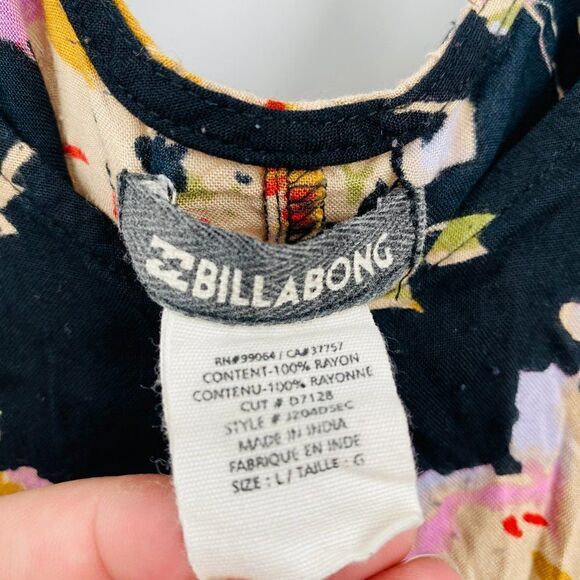 BILLABONG
RN#99064 / CA#37757
CONTENT-100% RAYON
CONTENU-100% RAYONNE
CUT # D7128
STYLE # J204DSEC
MADE IN INDIA
FABRIQUE EN INDE
SIZE : L / TAILLE : G